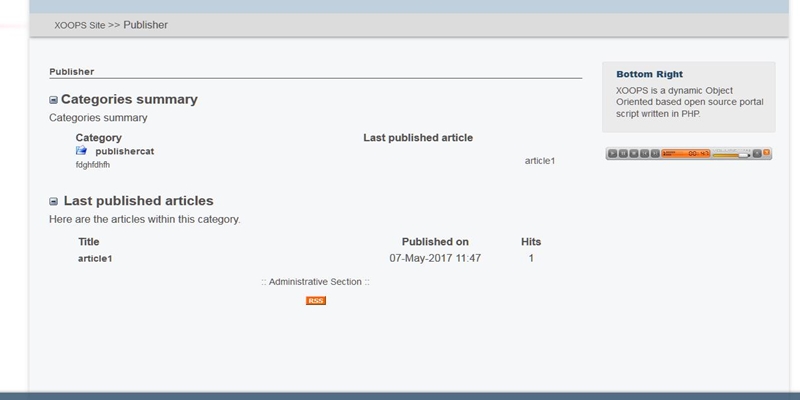 XOOPS Site >> Publisher
Publisher
Categories summary
Categories summary
Category Last published article
publishercat
fdghfdhfh article1
Last published articles
Here are the articles within this category.
Title Published on Hits
article1 07-May-2017 11:47 1
:: Administrative Section ::
RSS
Bottom Right
XOOPS is a dynamic Object
Oriented based open source portal
script written in PHP.